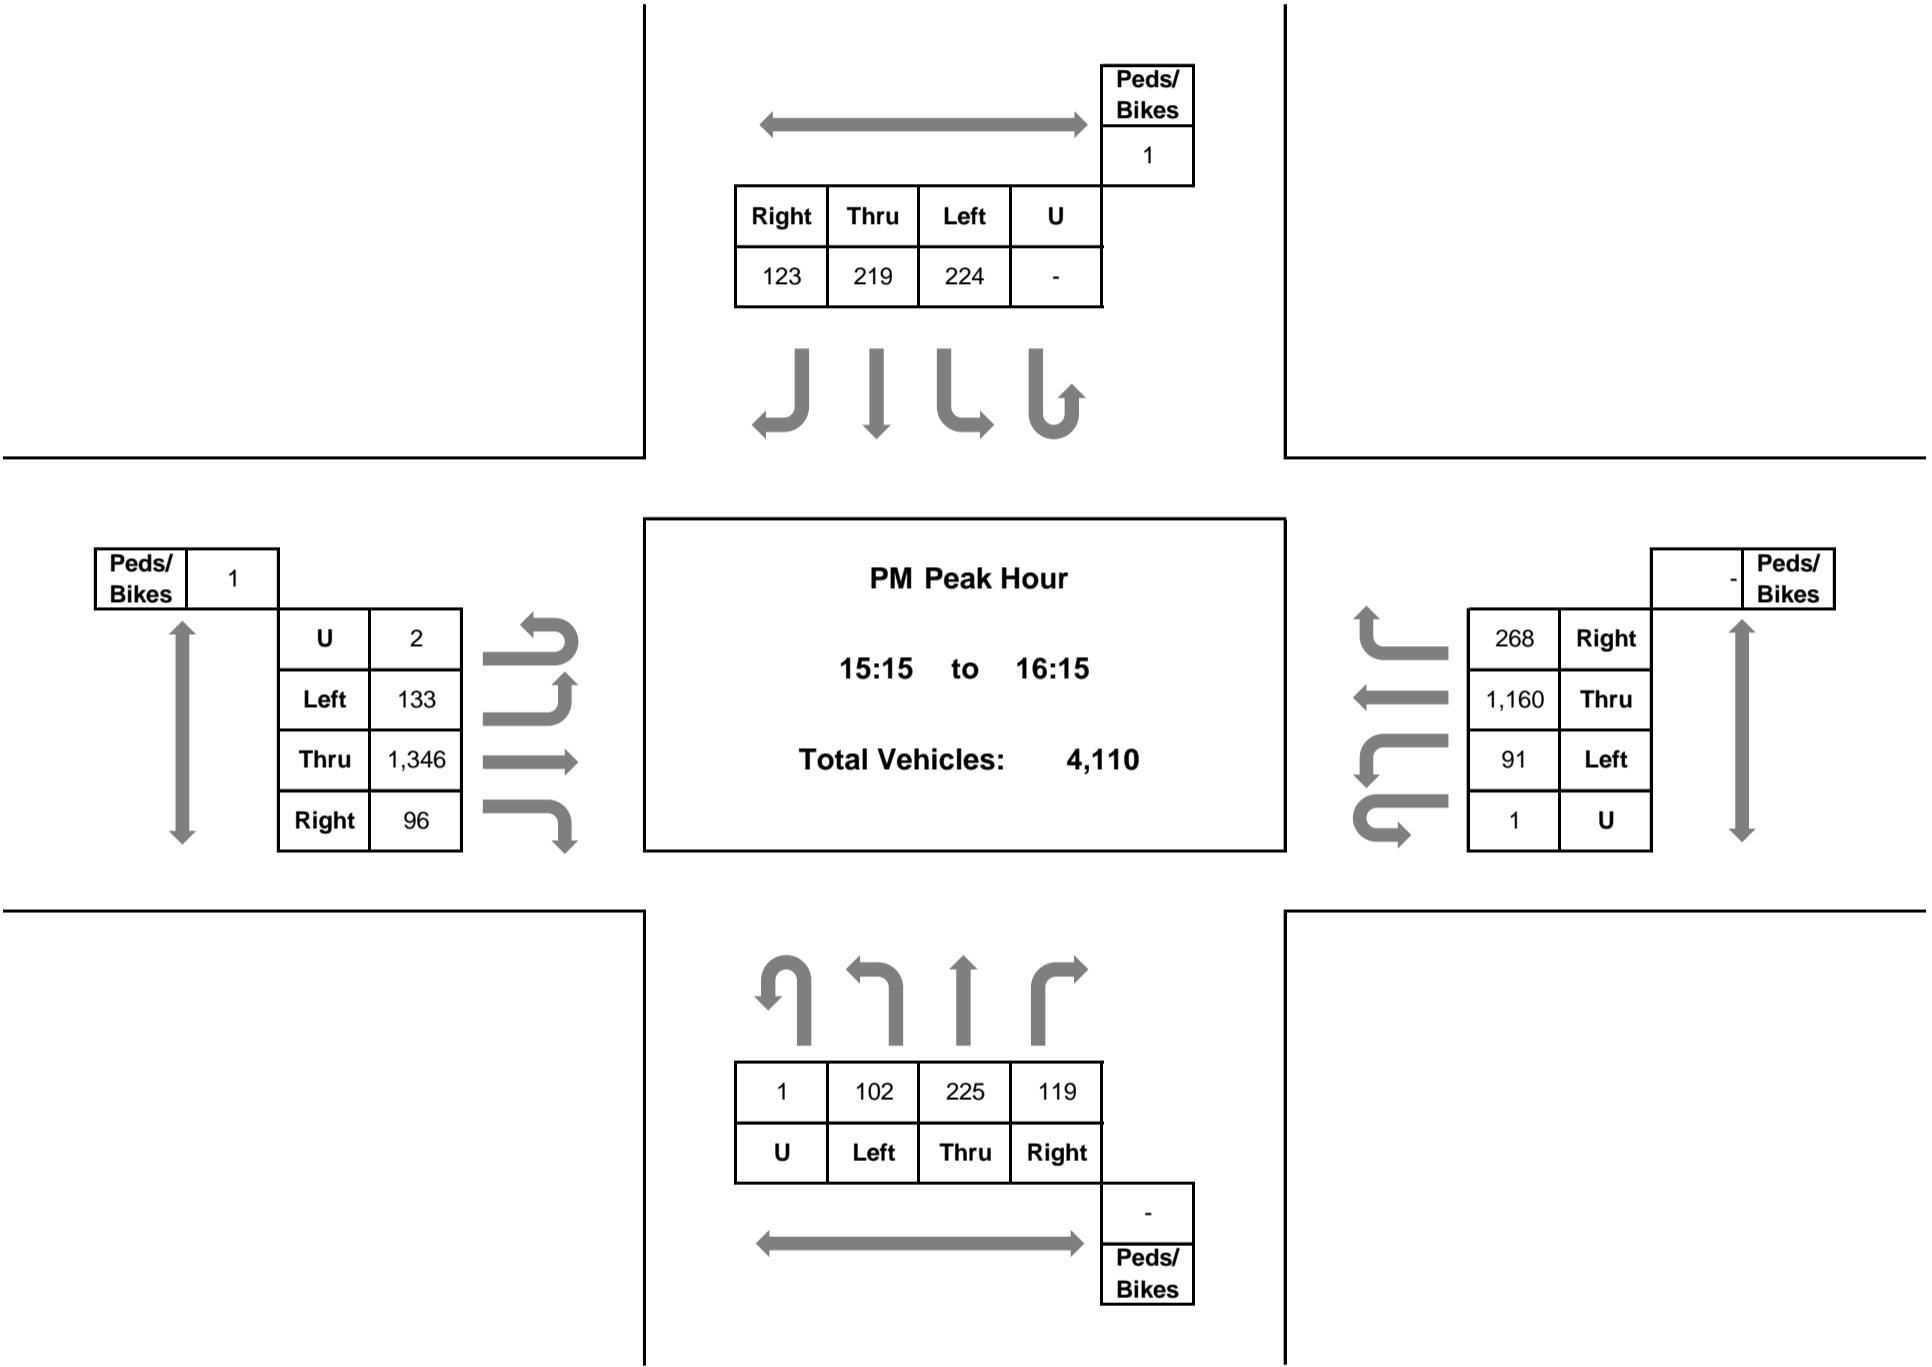 Peds/
Bikes
1
Right Thru Left U
123 219 224 -
Peds/
Bikes
1
U 2
Left 133
Thru 1,346
Right 96
PM Peak Hour
15:15 to 16:15
Total Vehicles: 4,110
- Peds/
Bikes
268 Right
1,160 Thru
91 Left
1 U
1 102 225 119
U Left Thru Right
-
Peds/
Bikes